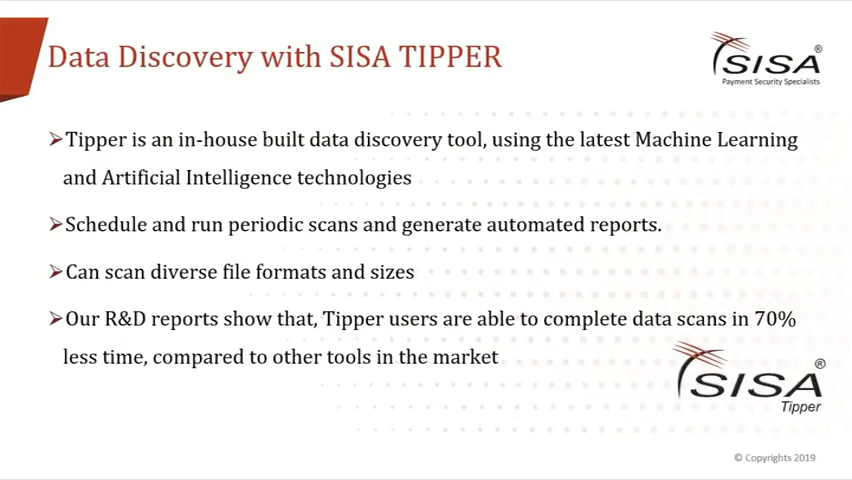 Data Discovery with SISA TIPPER
SISA®
Payment Security Specialists
➢Tipper is an in-house built data discovery tool, using the latest Machine Learning
and Artificial Intelligence technologies
➢Schedule and run periodic scans and generate automated reports.
➢Can scan diverse file formats and sizes
➢Our R&D reports show that, Tipper users are able to complete data scans in 70%
less time, compared to other tools in the market
SISA®
Tipper
© Copyrights 2019